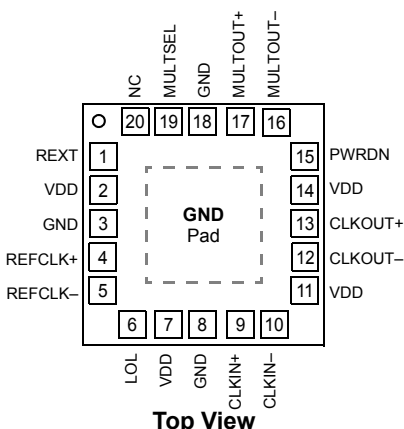 NC
MULTSEL
GND
MULTOUT+
MULTOUT–
20
19
18
17
16
REXT 1
VDD 2
GND 3
REFCLK+ 4
REFCLK– 5
GND
Pad
15 PWRDN
14 VDD
13 CLKOUT+
12 CLKOUT–
11 VDD
6
7
8
9
10
LOL
VDD
GND
CLKIN+
CLKIN–
Top View